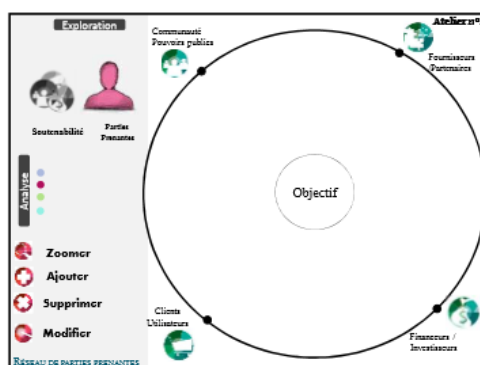 Exploration
Soutenabilité
Parties
Prenantes
Analyse
Zoomer
Ajouter
Supprimer
Modifier
RÉSEAU DE PARTIES PRENANTES
Communauté
Pouvoirs publics
Atelier n°
Fournisseurs
/Partenaires
Objectif
Clients
Utilisateurs
Financeurs /
Investisseurs